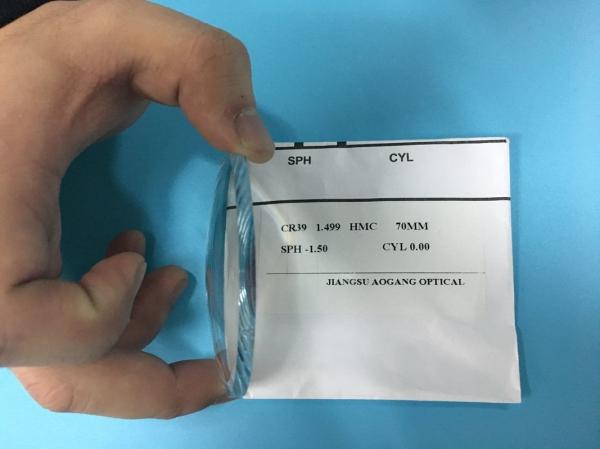 SPH CYL
CR39 1.499 HMC 70MM
SPH -1.50 CYL 0.00
JIANGSU AOGANG OPTICAL